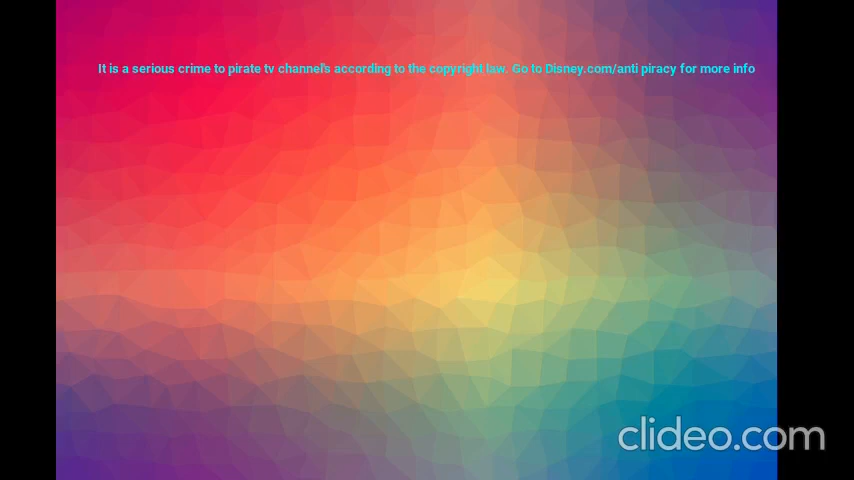 It is a serious crime to pirate tv channel's according to the copyright law. Go to Disney.com/anti piracy for more info
clideo.com